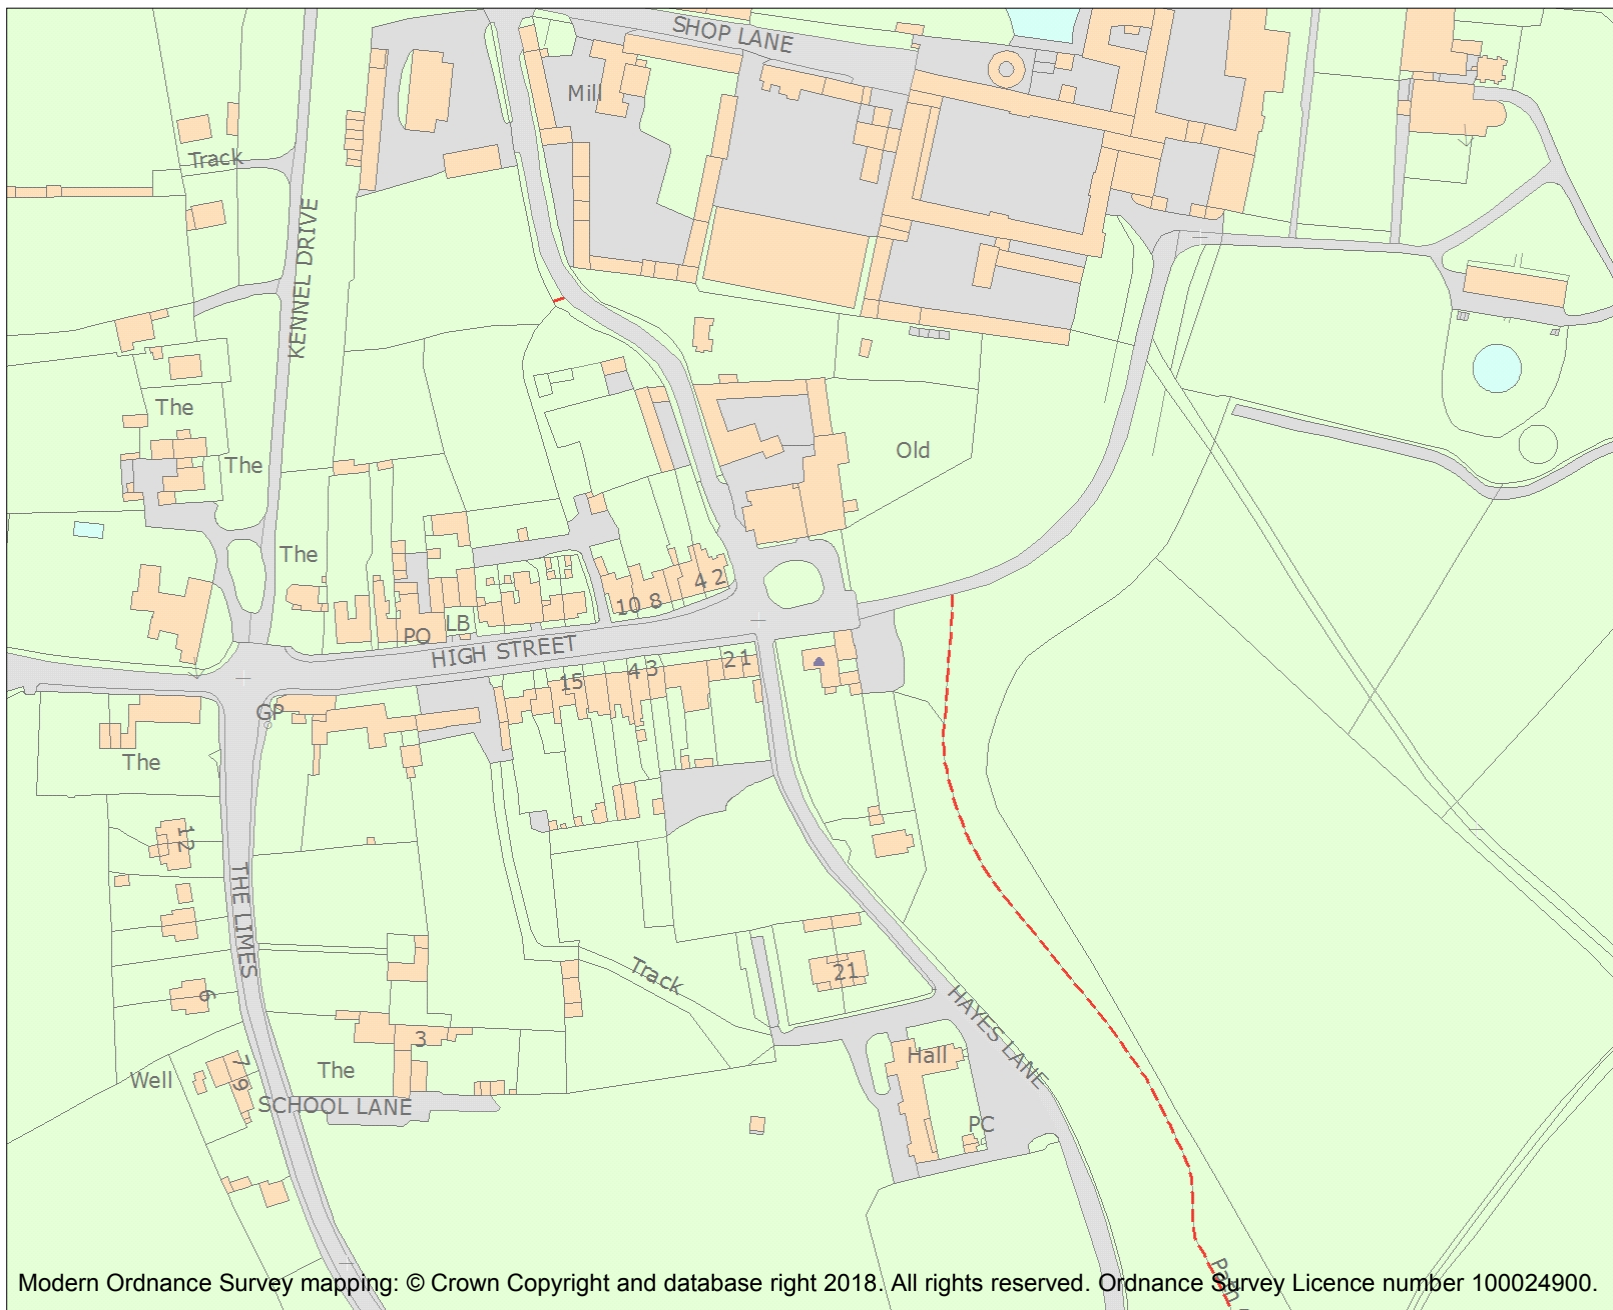 SHOP LANE
Mill
Track
KENNEL DRIVE
The
The
Old
The
4 2
10 8
LB
PO
HIGH STREET
2 1
4 3
15
GP
The
12
THE LIMES
Track
21
6
HAYES LANE
3
Hall
7 9
The
Well
SCHOOL LANE
PC
Path
Modern Ordnance Survey mapping: © Crown Copyright and database right 2018. All rights reserved. Ordnance Survey Licence number 100024900.